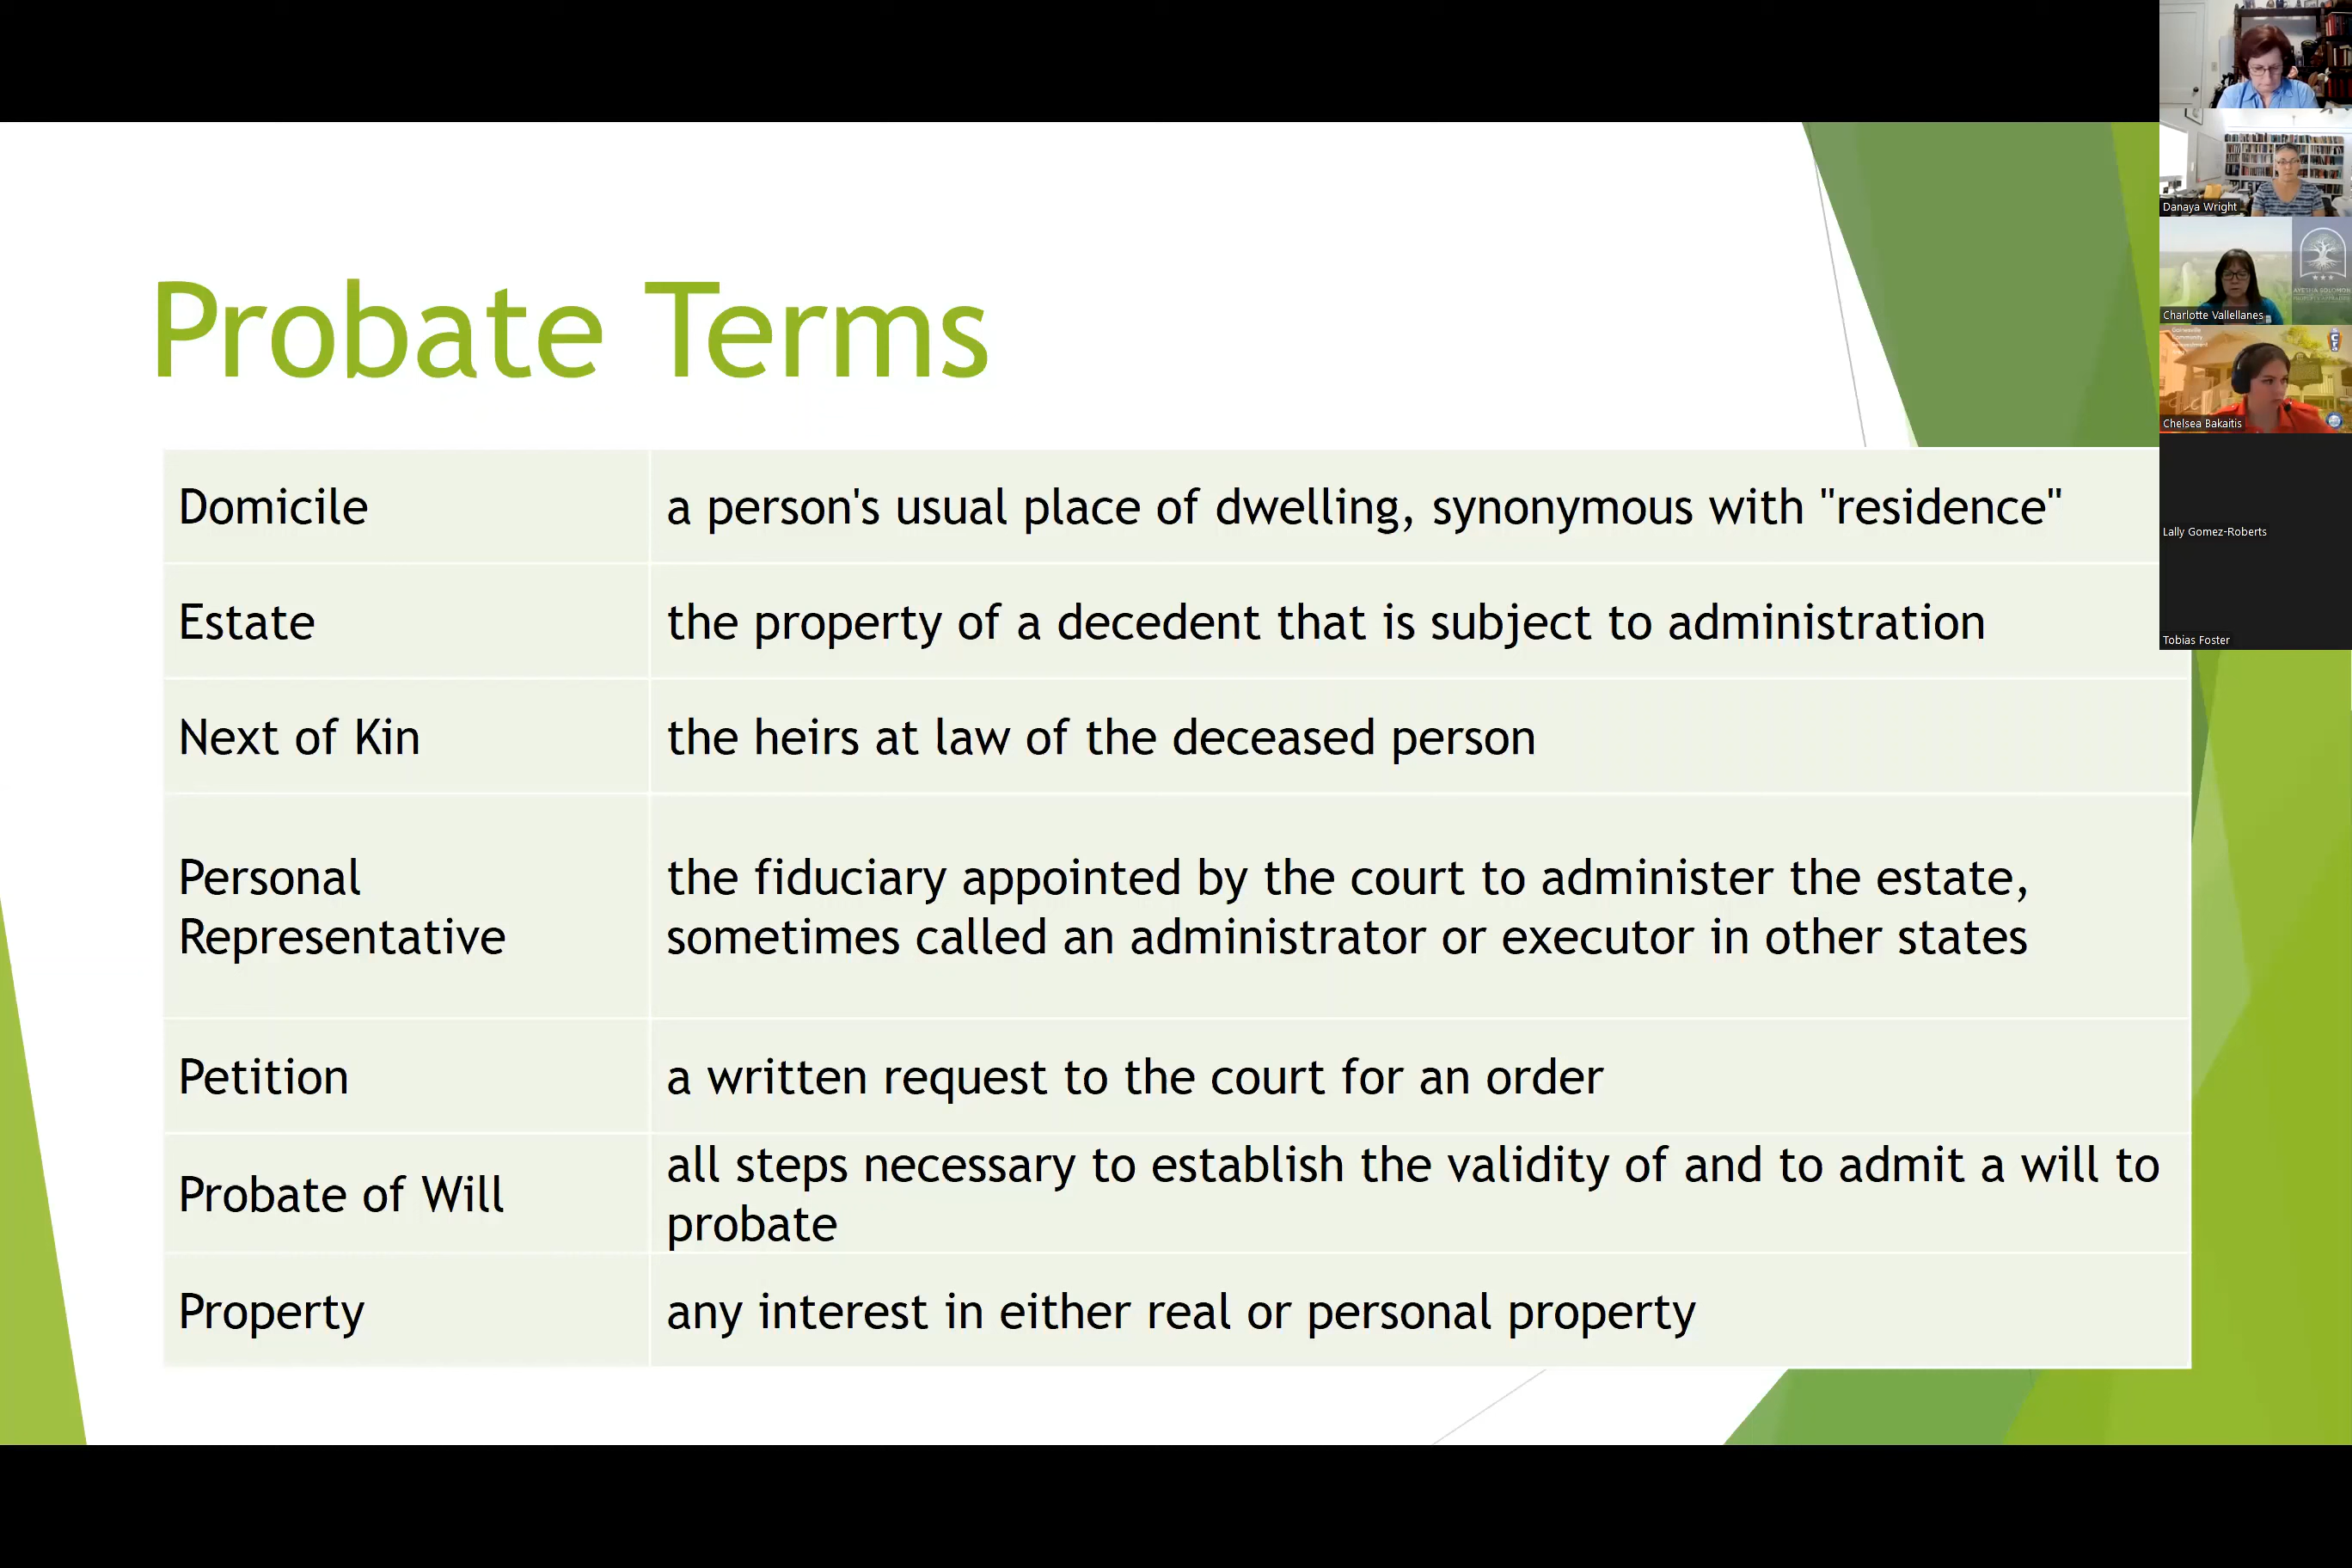 Probate Terms
Domicile
a person's usual place of dwelling, synonymous with "residence"
Estate
the property of a decedent that is subject to administration
Next of Kin
the heirs at law of the deceased person
Personal
Representative
the fiduciary appointed by the court to administer the estate,
sometimes called an administrator or executor in other states
Petition
a written request to the court for an order
Probate of Will
all steps necessary to establish the validity of and to admit a will to
probate
Property
any interest in either real or personal property
Danaya Wright
AYESHA SOLOMON
Charlotte Vallellanes
Gainesville
Community
Chelsea Bakaitis
Lally Gomez-Roberts
Tobias Foster